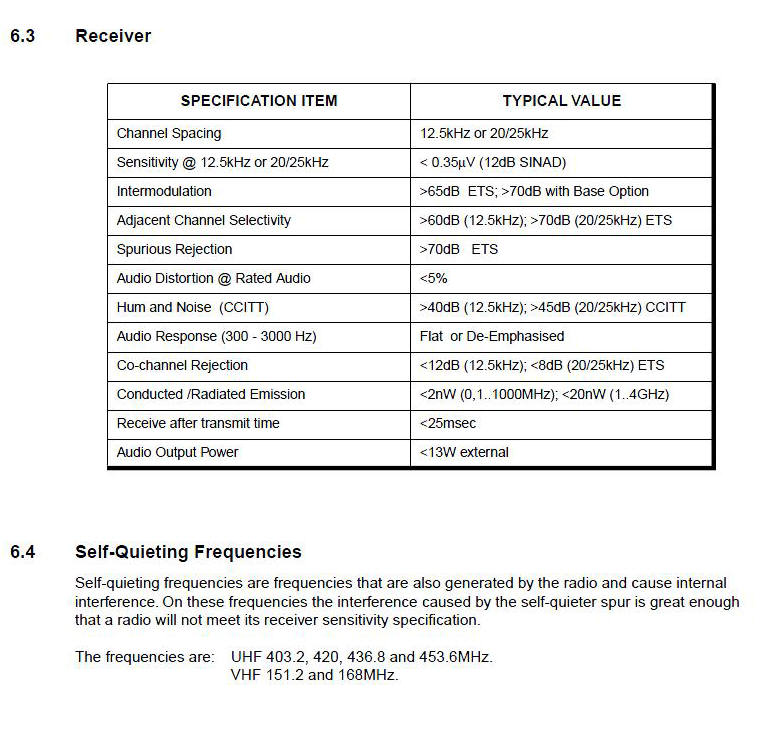 6.3 Receiver
SPECIFICATION ITEM TYPICAL VALUE
Channel Spacing 12.5kHz or 20/25kHz
Sensitivity @ 12.5kHz or 20/25kHz < 0.35µV (12dB SINAD)
Intermodulation >65dB ETS; >70dB with Base Option
Adjacent Channel Selectivity >60dB (12.5kHz); >70dB (20/25kHz) ETS
Spurious Rejection >70dB ETS
Audio Distortion @ Rated Audio <5%
Hum and Noise (CCITT) >40dB (12.5kHz); >45dB (20/25kHz) CCITT
Audio Response (300 - 3000 Hz) Flat or De-Emphasised
Co-channel Rejection <12dB (12.5kHz); <8dB (20/25kHz) ETS
Conducted /Radiated Emission <2nW (0,1..1000MHz); <20nW (1..4GHz)
Receive after transmit time <25msec
Audio Output Power <13W external
6.4 Self-Quieting Frequencies
Self-quieting frequencies are frequencies that are also generated by the radio and cause internal
interference. On these frequencies the interference caused by the self-quieter spur is great enough
that a radio will not meet its receiver sensitivity specification.
The frequencies are: UHF 403.2, 420, 436.8 and 453.6MHz.
VHF 151.2 and 168MHz.